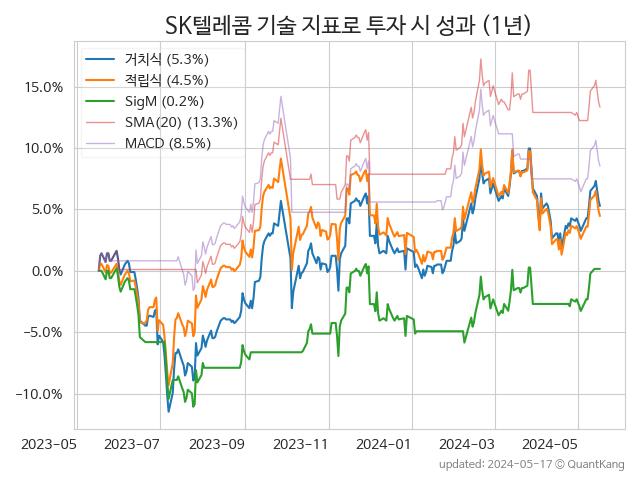 SK텔레콤 기술 지표로 투자 시 성과 (1년)
거치식 (5.3%)
적립식 (4.5%)
SigM (0.2%)
SMA(20) (13.3%)
MACD (8.5%)
15.0%
10.0%
5.0%
0.0%
−5.0%
−10.0%
2023-05 2023-07 2023-09 2023-11 2024-01 2024-03 2024-05
updated: 2024-05-17 © QuantKang